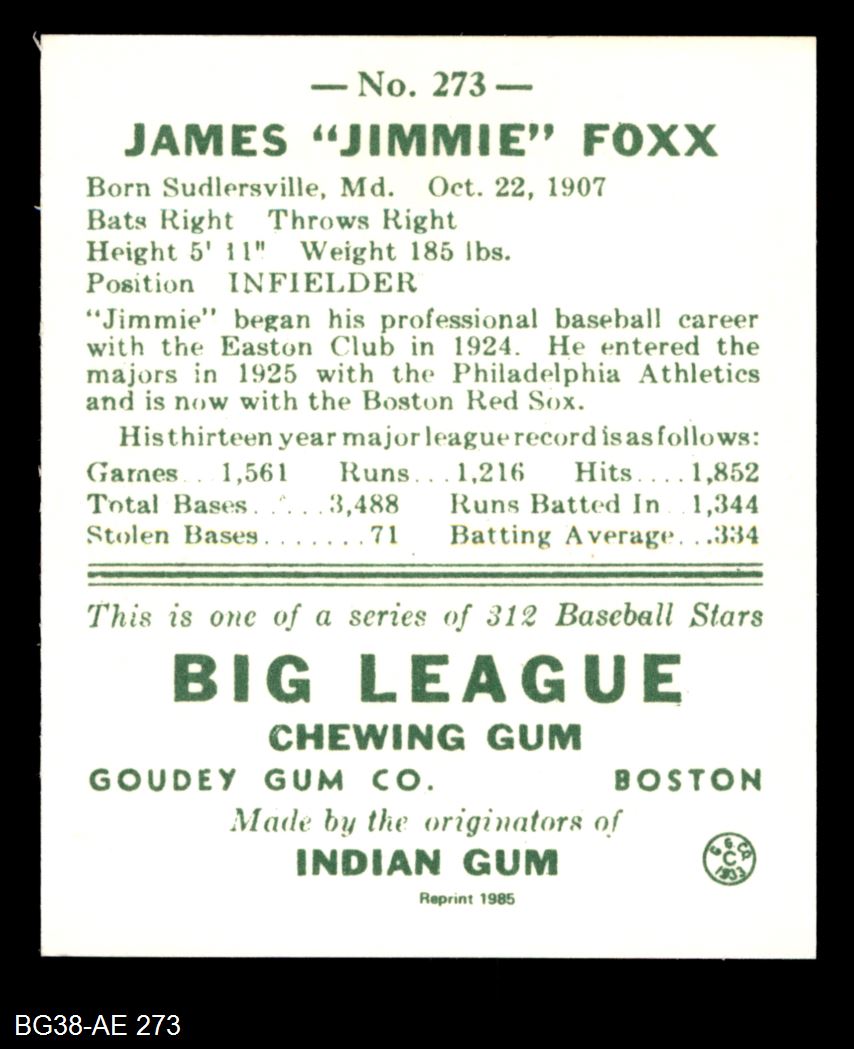 — No. 273 —
JAMES “JIMMIE” FOXX
Born Sudlersville, Md. Oct. 22, 1907
Bats Right Throws Right
Height 5' 11" Weight 185 lbs.
Position INFIELDER
“Jimmie” began his professional baseball career
with the Easton Club in 1924. He entered the
majors in 1925 with the Philadelphia Athletics
and is now with the Boston Red Sox.
His thirteen year major league record is as follows:
Games.. 1,561 Runs...1,216 Hits....1,852
Total Bases.......3,488 Runs Batted In..1,344
Stolen Bases.......71 Batting Average...334
This is one of a series of 312 Baseball Stars
BIG LEAGUE
CHEWING GUM
GOUDEY GUM CO. BOSTON
Made by the originators of
INDIAN GUM
G G CO
C
1933
Reprint 1985
BG38-AE 273